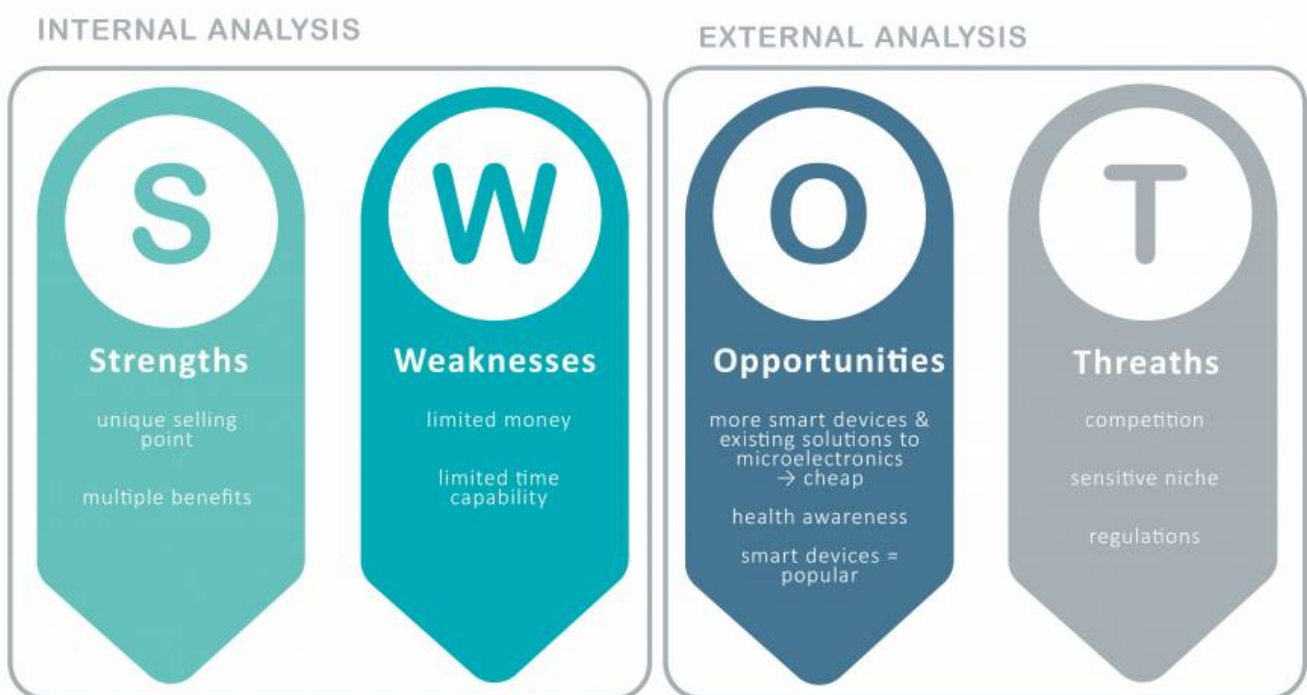 INTERNAL ANALYSIS
S
Strengths
unique selling
point
multiple benefits
W
Weaknesses
limited money
limited time
capability
EXTERNAL ANALYSIS
O
Opportunities
more smart devices &
existing solutions to
microelectronics
→ cheap
health awareness
smart devices =
popular
T
Threaths
competition
sensitive niche
regulations